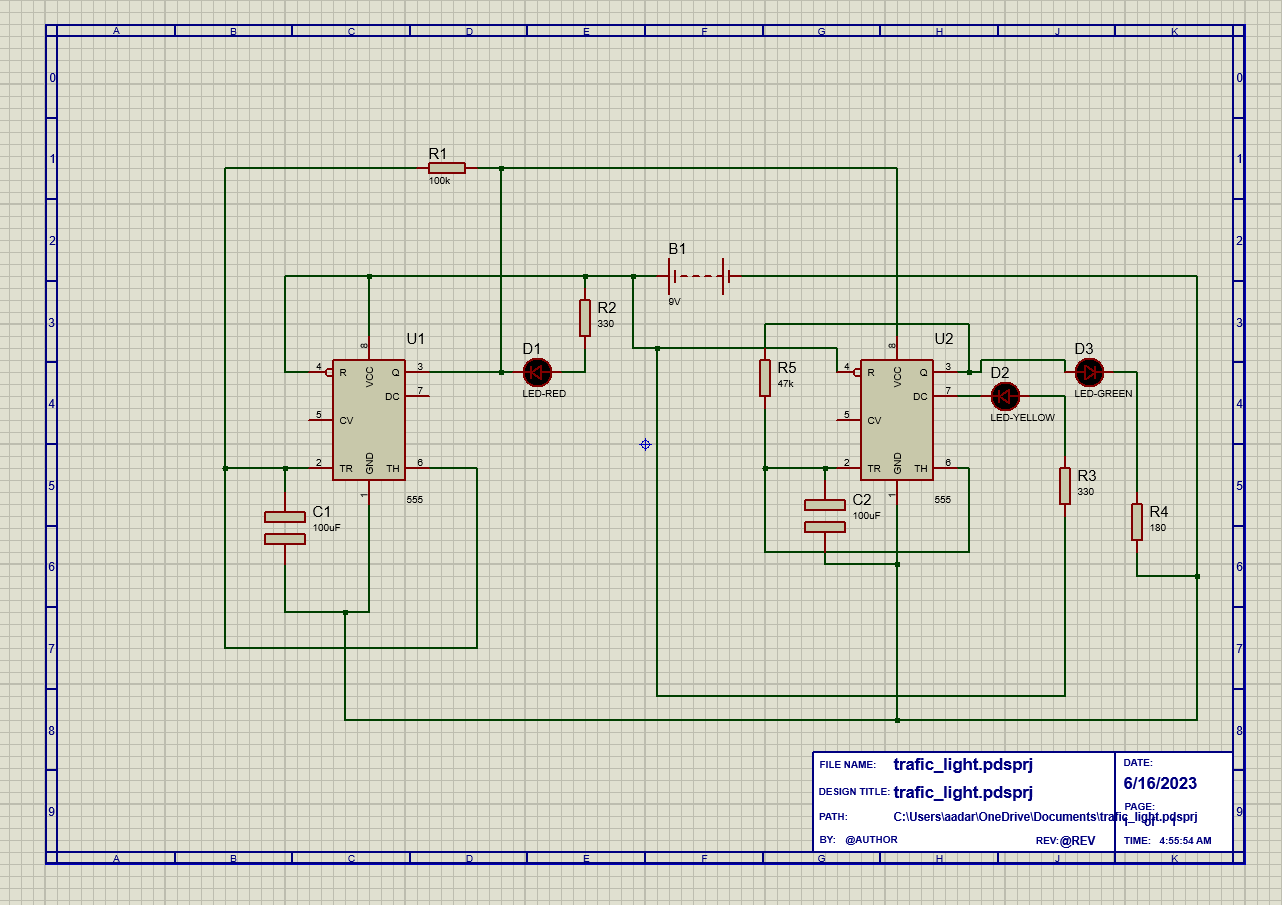 A B C D E F G H J K
0 0
1 1
R1
100k
2 2
B1
9V
3 3
R2
330
U1
8
4 R VCC Q 3
DC 7
5 CV
2 TR GND TH 6
1
555
D1
LED-RED
C1
100uF
R5
47k
U2
8
4 R VCC Q 3
DC 7
5 CV
2 TR GND TH 6
1
555
C2
100uF
D2
LED-YELLOW
D3
LED-GREEN
4 4
R3
330
5 5
R4
180
6 6
7 7
8 8
9 9
FILE NAME: trafic_light.pdsprj
DESIGN TITLE: trafic_light.pdsprj
PATH: C:\Users\aadar\OneDrive\Documents\trafic_light.pdsprj
BY: @AUTHOR REV:@REV
DATE:
6/16/2023
PAGE:
TIME: 4:55:54 AM
A B C D E F G H J K